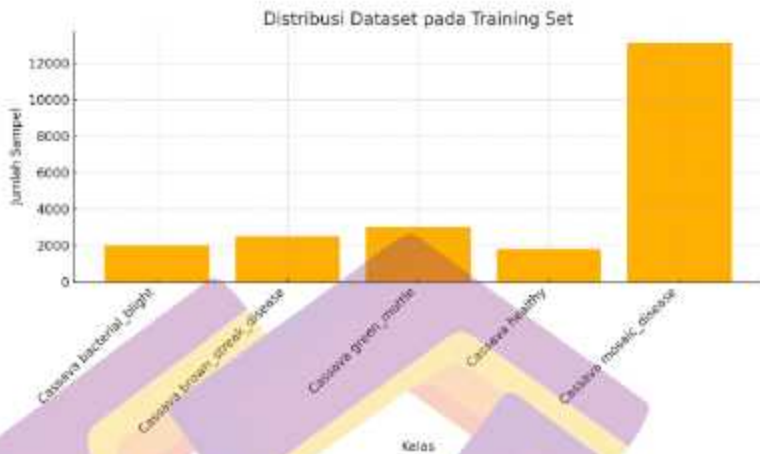 Distribusi Dataset pada Training Set
Jumlah Sampel
12000
10000
8000
6000
4000
2000
0
Cassava bacterial_blight
Cassava brown_streak_disease
Cassava green_mottle
Cassava healthy
Cassava mosaic_disease
Kelas